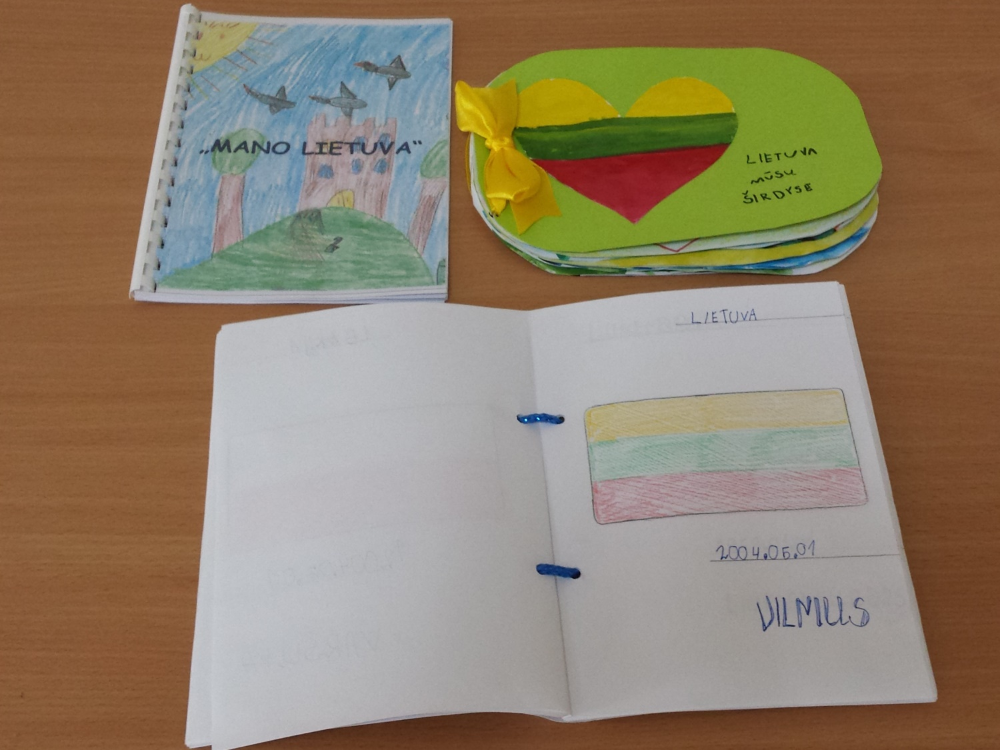 „MANO LIETUVA“
LIETUVA
MŪSŲ
ŠIRDYSE
LIETUVA
2004.05.01
VILNIUS